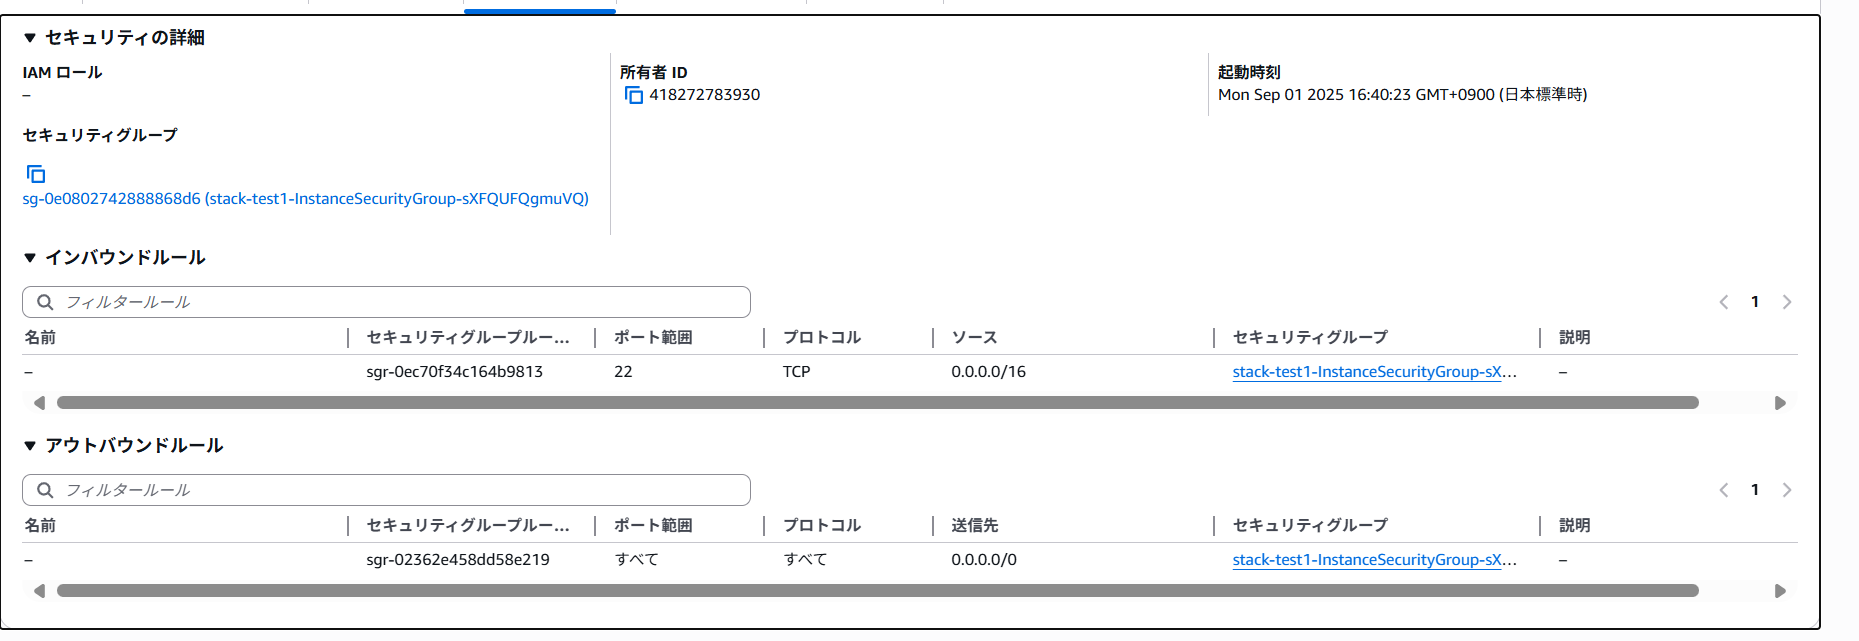 ▼ セキュリティの詳細
IAM ロール
–
所有者 ID
418272783930
起動時刻
Mon Sep 01 2025 16:40:23 GMT+0900 (日本標準時)
セキュリティグループ
sg-0e0802742888868d6 (stack-test1-InstanceSecurityGroup-sXFQUFQgmuVQ)
▼ インバウンドルール
フィルタールール
1
名前 セキュリティグループルー... ポート範囲 プロトコル ソース セキュリティグループ 説明
– sgr-0ec70f34c164b9813 22 TCP 0.0.0.0/16 stack-test1-InstanceSecurityGroup-sX... –
▼ アウトバウンドルール
フィルタールール
1
名前 セキュリティグループルー... ポート範囲 プロトコル 送信先 セキュリティグループ 説明
– sgr-02362e458dd58e219 すべて すべて 0.0.0.0/0 stack-test1-InstanceSecurityGroup-sX... –